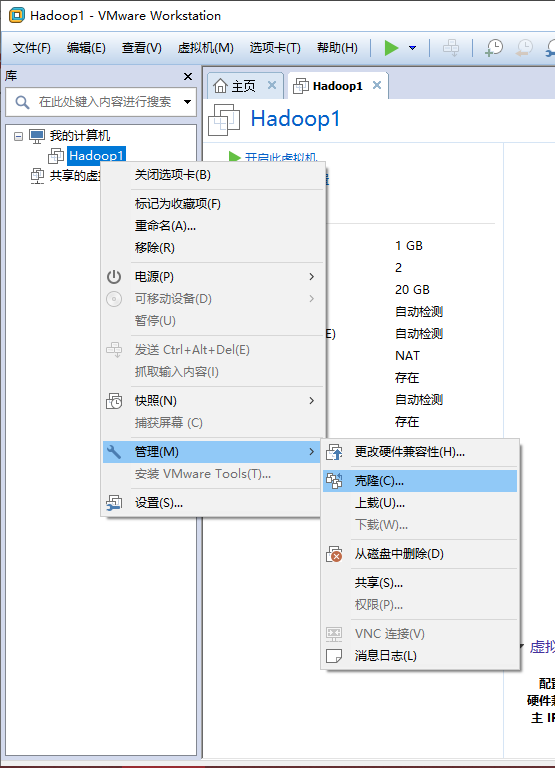 Hadoop1 - VMware Workstation
文件(F) 编辑(E) 查看(V) 虚拟机(M) 选项卡(T) 帮助(H)
库
在此处键入内容进行搜索
我的计算机
Hadoop1
共享的虚
主页
Hadoop1
Hadoop1
开启此虚拟机
关闭选项卡(B)
标记为收藏项(F)
重命名(A)...
移除(R)
电源(P)
可移动设备(D)
暂停(U)
发送 Ctrl+Alt+Del(E)
抓取输入内容(I)
快照(N)
捕获屏幕 (C)
管理(M)
安装 VMware Tools(T)...
设置(S)...
1 GB
2
20 GB
自动检测
E) 自动检测
NAT
存在
自动检测
存在
更改硬件兼容性(H)...
克隆(C)...
上载(U)...
下载(W)...
从磁盘中删除(D)
共享(S)...
权限(P)...
VNC 连接(V)
消息日志(L)
虚拟
配置
硬件兼
主 IP